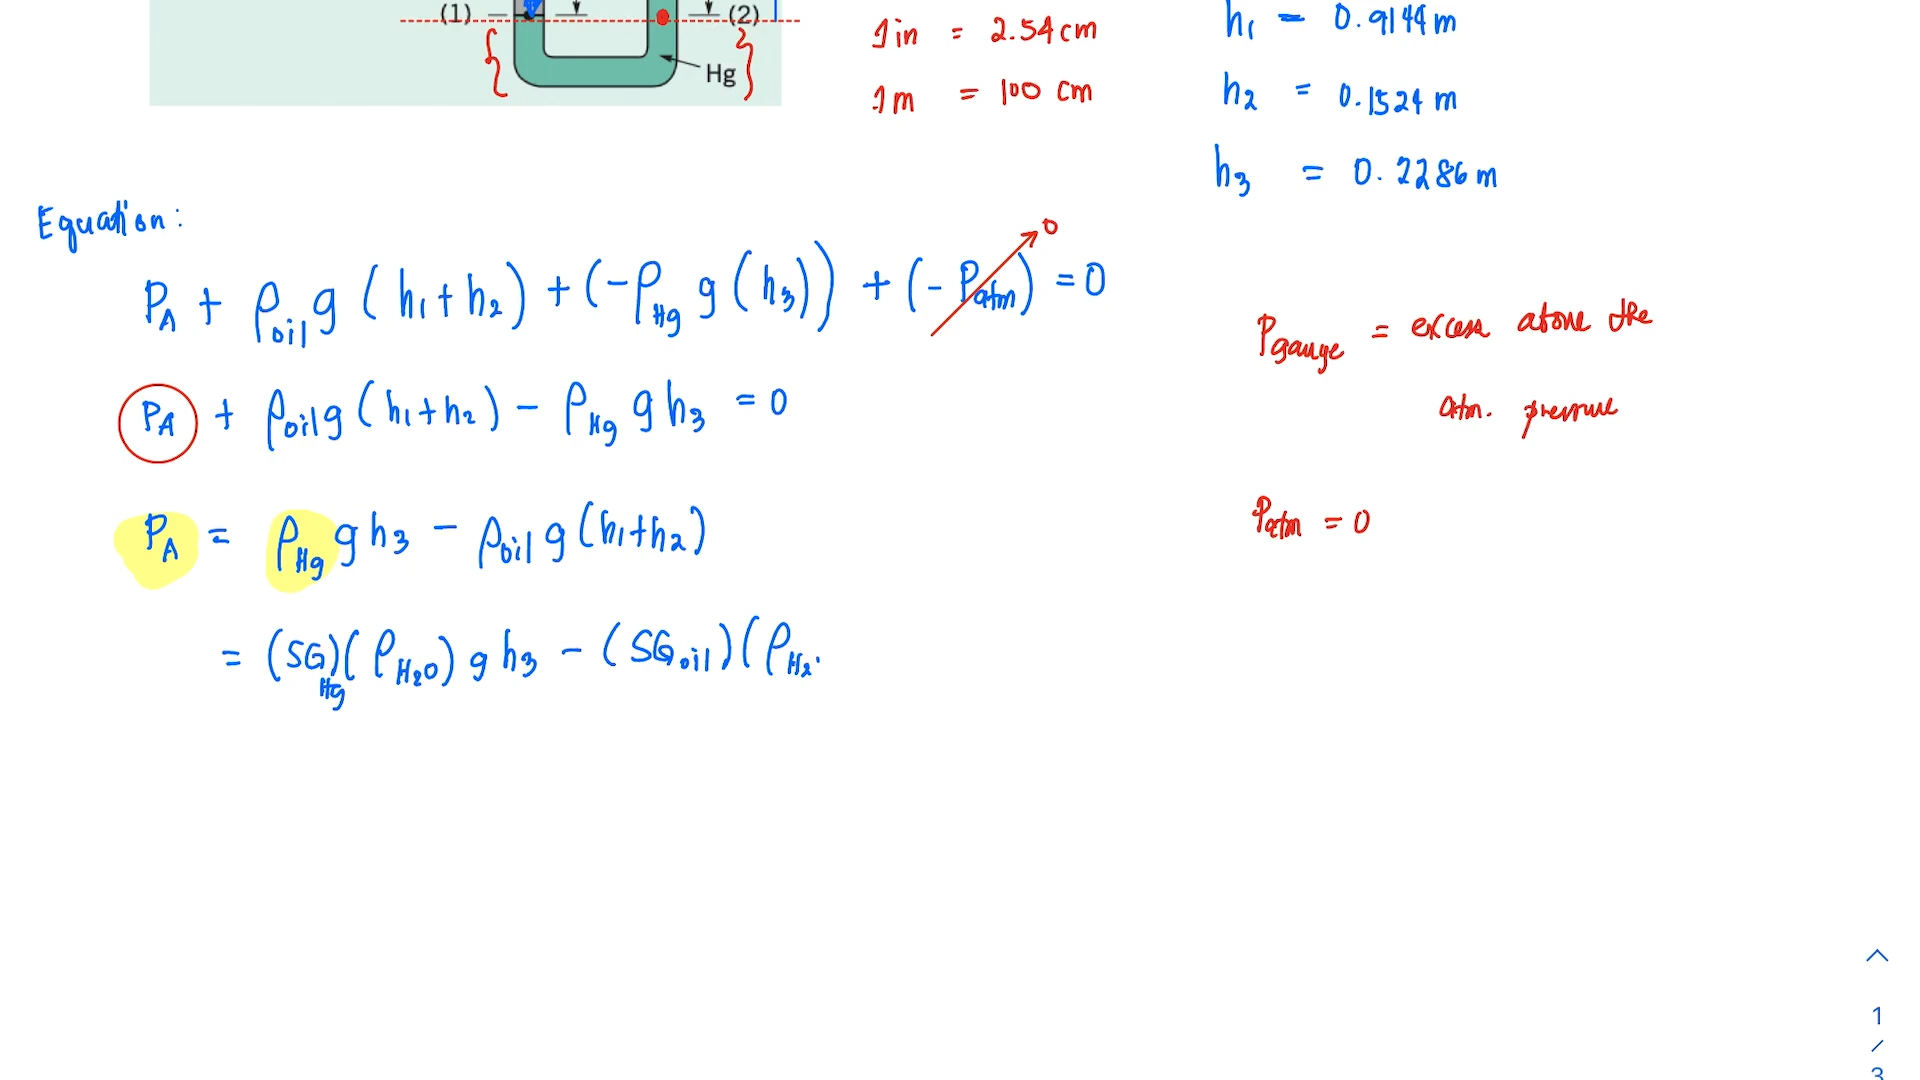 (1) (2)
Hg
1 in = 2.54 cm
1 m = 100 cm
h₁ = 0.9144 m
h₂ = 0.1524 m
h₃ = 0.2286 m
Equation:
P_A + ρ_oil g (h₁ + h₂) + (-ρ_Hg g (h₃)) + (- P_atm) = 0
0
P_A + ρ_oil g (h₁ + h₂) - ρ_Hg g h₃ = 0
P_A = ρ_Hg g h₃ - ρ_oil g (h₁ + h₂)
= (SG)_Hg (ρ_H₂O) g h₃ - (SG_oil) (ρ_H₂
P_gauge = excess above the
atm. pressure
P_atm = 0
1
/
3